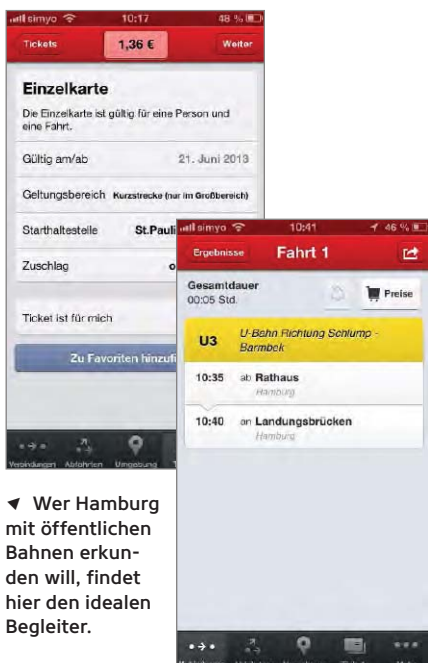 simyo 10:17 48 %
Tickets 1,36 € Weiter
Einzelkarte
Die Einzelkarte ist gültig für eine Person und
eine Fahrt.
Gültig am/ab 21. Juni 2013
Geltungsbereich Kurzstrecke (nur im Großbereich)
Starthaltestelle St.Pauli
Zuschlag o
Ticket ist für mich
Zu Favoriten hinzufü
Verbindungen Abfahrten Umgebung
simyo 10:41 46 %
Ergebnisse Fahrt 1
Gesamtdauer
00:05 Std. Preise
U3 U-Bahn Richtung Schlump -
Barmbek
10:35 ab Rathaus
Hamburg
10:40 an Landungsbrücken
Hamburg
◄ Wer Hamburg
mit öffentlichen
Bahnen erkun-
den will, findet
hier den idealen
Begleiter.